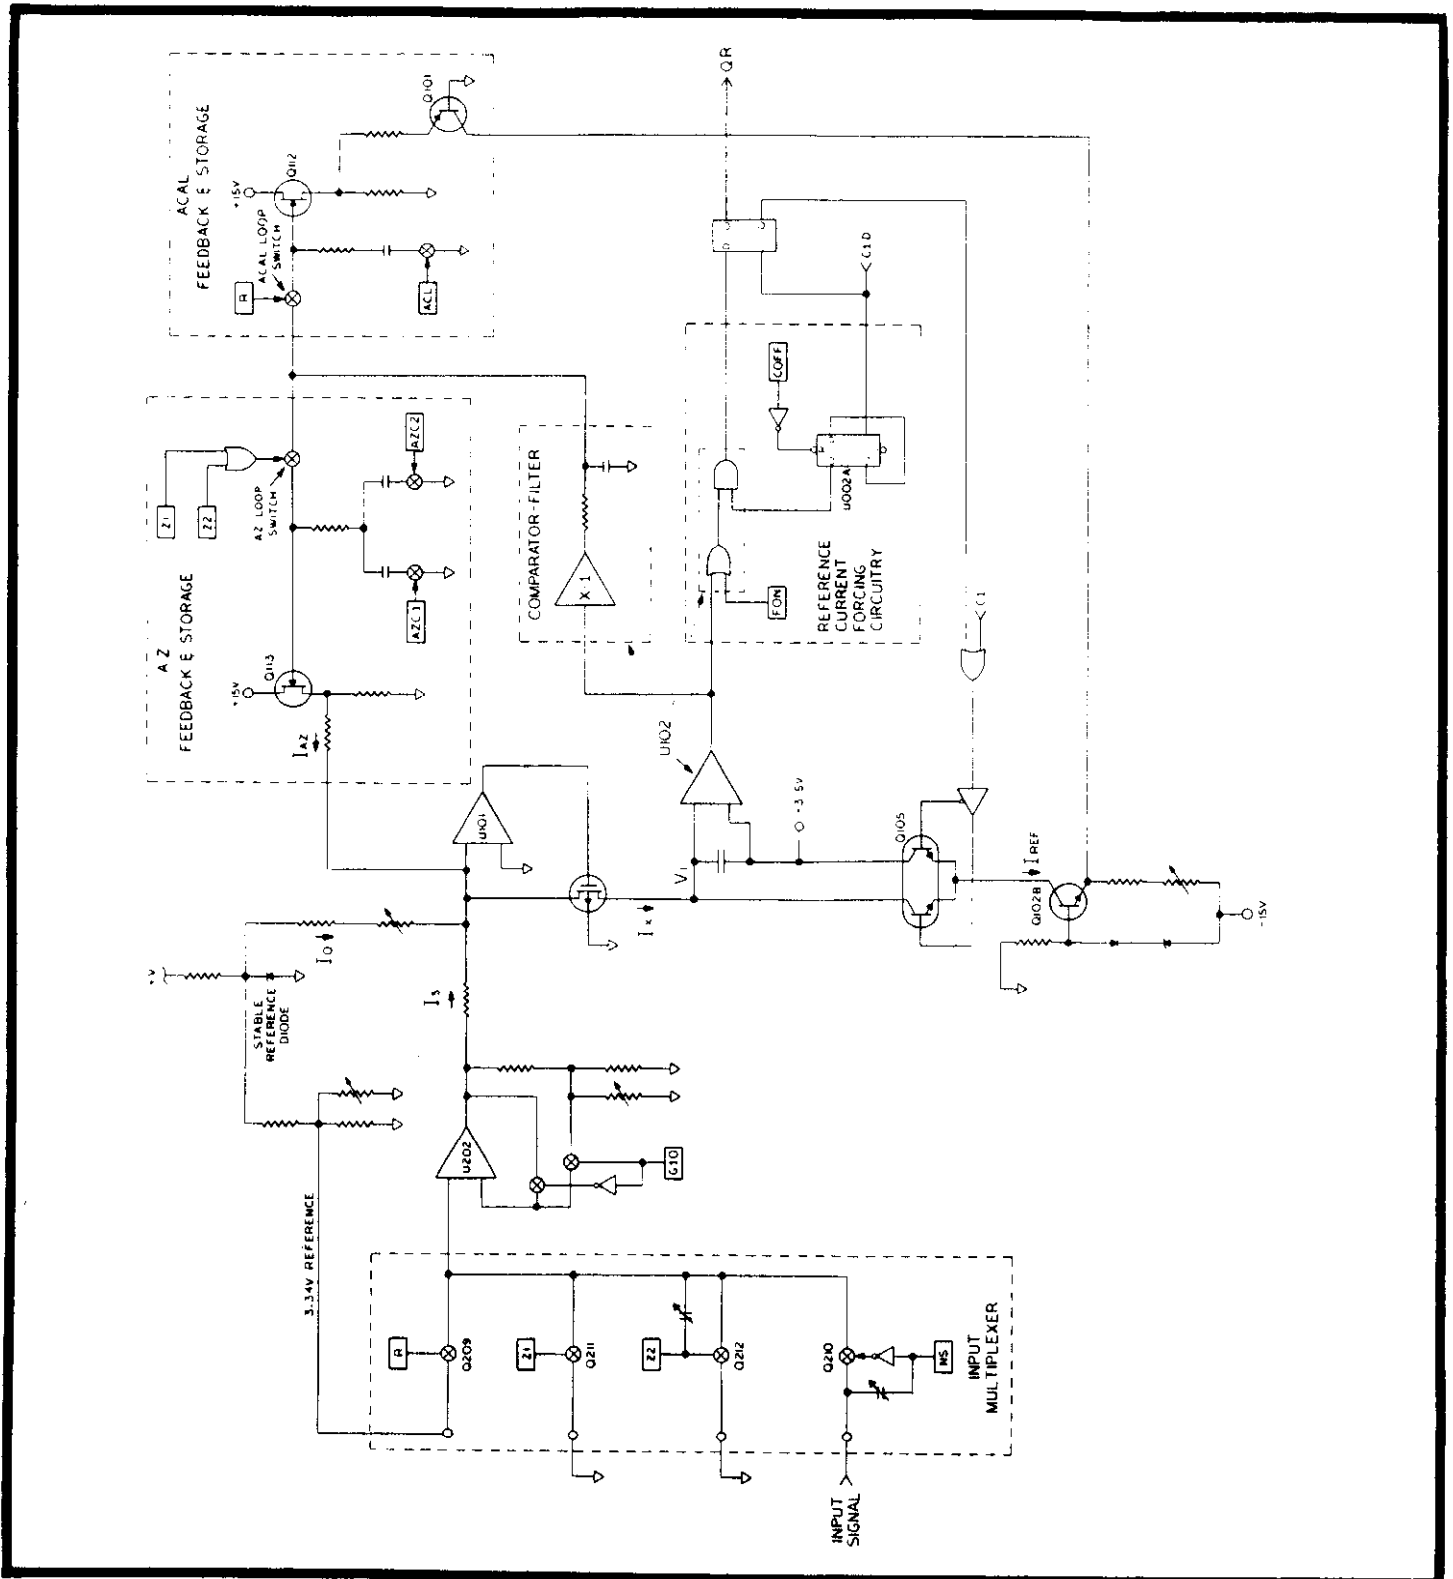 ACAL
FEEDBACK & STORAGE
Q101
Q112
+15V
ACAL LOOP
SWITCH
R
ACL
QR
AZ
FEEDBACK & STORAGE
Z1
Z2
AZ LOOP
SWITCH
AZC2
AZC1
Q113
+15V
IAZ
COMPARATOR-FILTER
X-1
C1D
COFF
U002A
FON
REFERENCE
CURRENT
FORCING
CIRCUITRY
C1
U102
U101
V1
+3.5V
Q105
IX
IREF
Q102B
-15V
+V
IO
STABLE
REFERENCE
DIODE
IS
U202
G10
3.34V REFERENCE
R
Q209
Z1
Q211
Z2
Q212
Q210
MS
INPUT
MULTIPLEXER
INPUT
SIGNAL